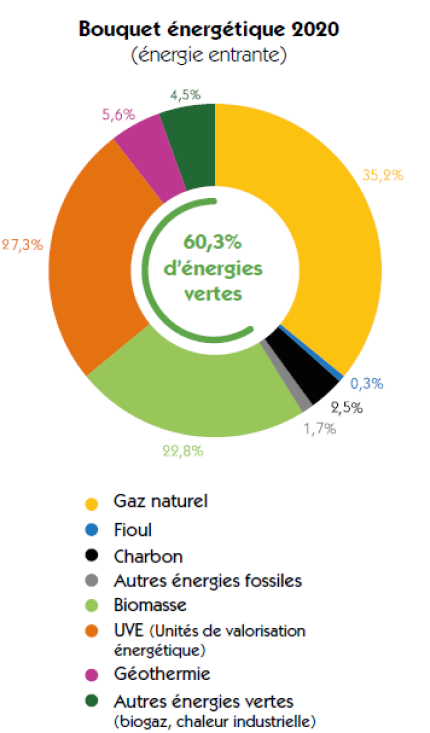 Bouquet énergétique 2020
(énergie entrante)
4,5%
5,6%
35,2%
27,3%
60,3%
d'énergies
vertes
0,3%
2,5%
1,7%
22,8%
Gaz naturel
Fioul
Charbon
Autres énergies fossiles
Biomasse
UVE (Unités de valorisation
énergétique)
Géothermie
Autres énergies vertes
(biogaz, chaleur industrielle)